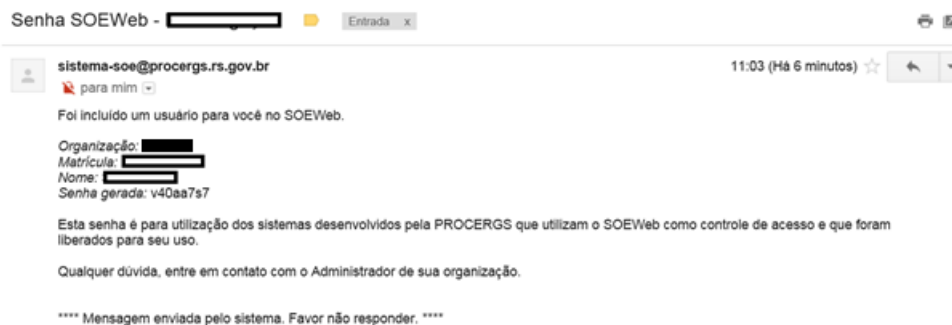 Senha SOEWeb -
Entrada x
sistema-soe@procergs.rs.gov.br
11:03 (Há 6 minutos)
para mim
Foi incluído um usuário para você no SOEWeb.
Organização:
Matrícula:
Nome:
Senha gerada: v40aa7s7
Esta senha é para utilização dos sistemas desenvolvidos pela PROCERGS que utilizam o SOEWeb como controle de acesso e que foram
liberados para seu uso.
Qualquer dúvida, entre em contato com o Administrador de sua organização.
**** Mensagem enviada pelo sistema. Favor não responder. ****